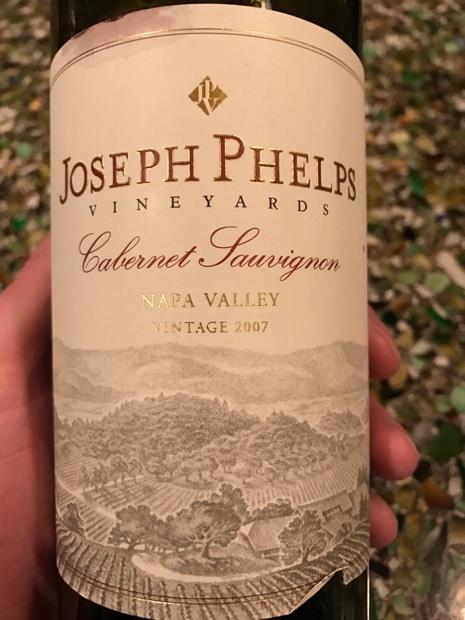 JOSEPH PHELPS
VINEYARDS
Cabernet Sauvignon
NAPA VALLEY
VINTAGE 2007